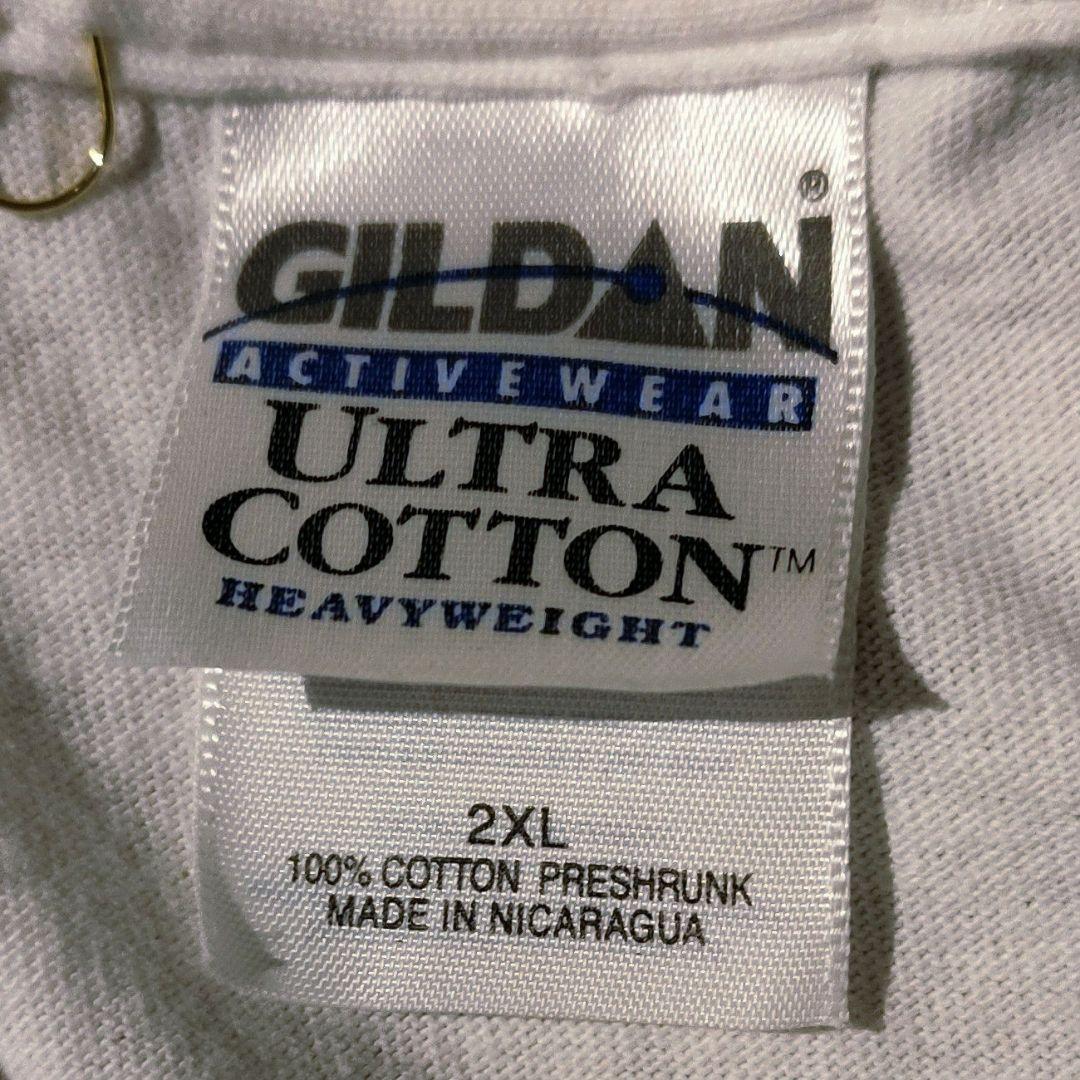 GILDAN®
ACTIVEWEAR
ULTRA
COTTON™
HEAVYWEIGHT
2XL
100% COTTON PRESHRUNK
MADE IN NICARAGUA